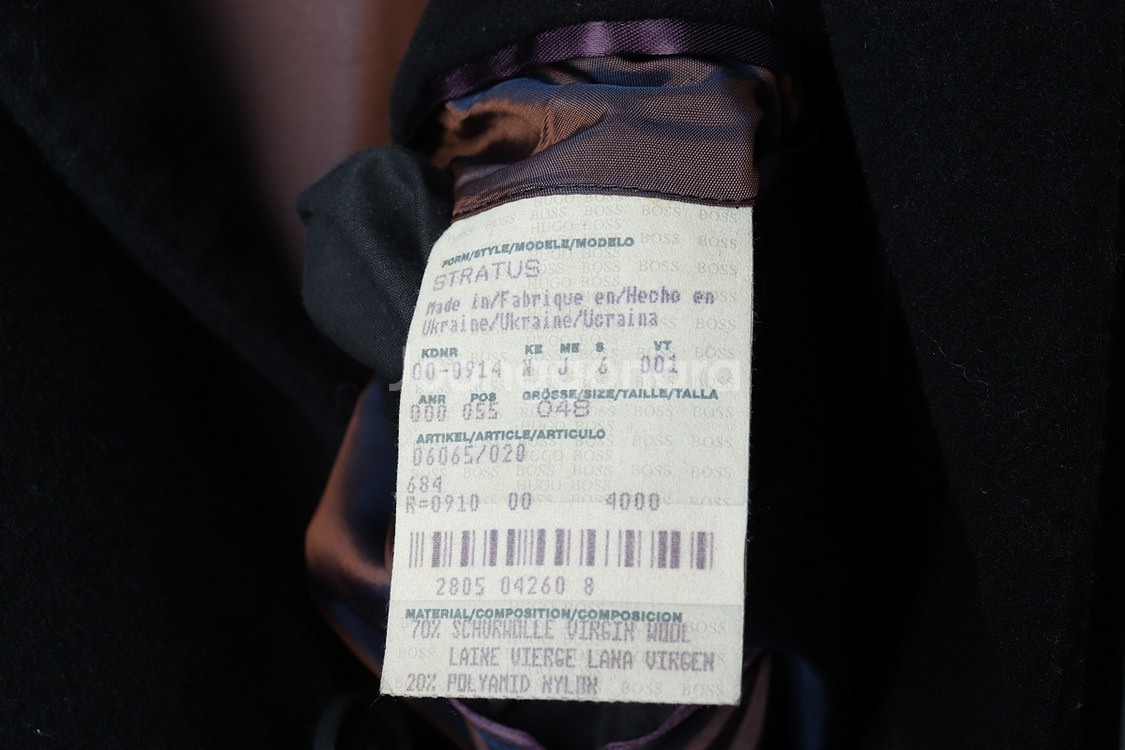 FORM/STYLE/MODELE/MODELO
STRATUS
Made in/Fabrique en/Hecho en
Ukraine/Ukraine/Ucraina
KDNR KE ME S VT
00-0914 N J 6 001
ANR POS GRÖSSE/SIZE/TAILLE/TALLA
000 055 048
ARTIKEL/ARTICLE/ARTICULO
06065/020
684
R=0910 00 4000
2805 04260 8
MATERIAL/COMPOSITION/COMPOSICION
70% SCHURWOLLE VIRGIN WOOL
LAINE VIERGE LANA VIRGEN
20% POLYAMID NYLON